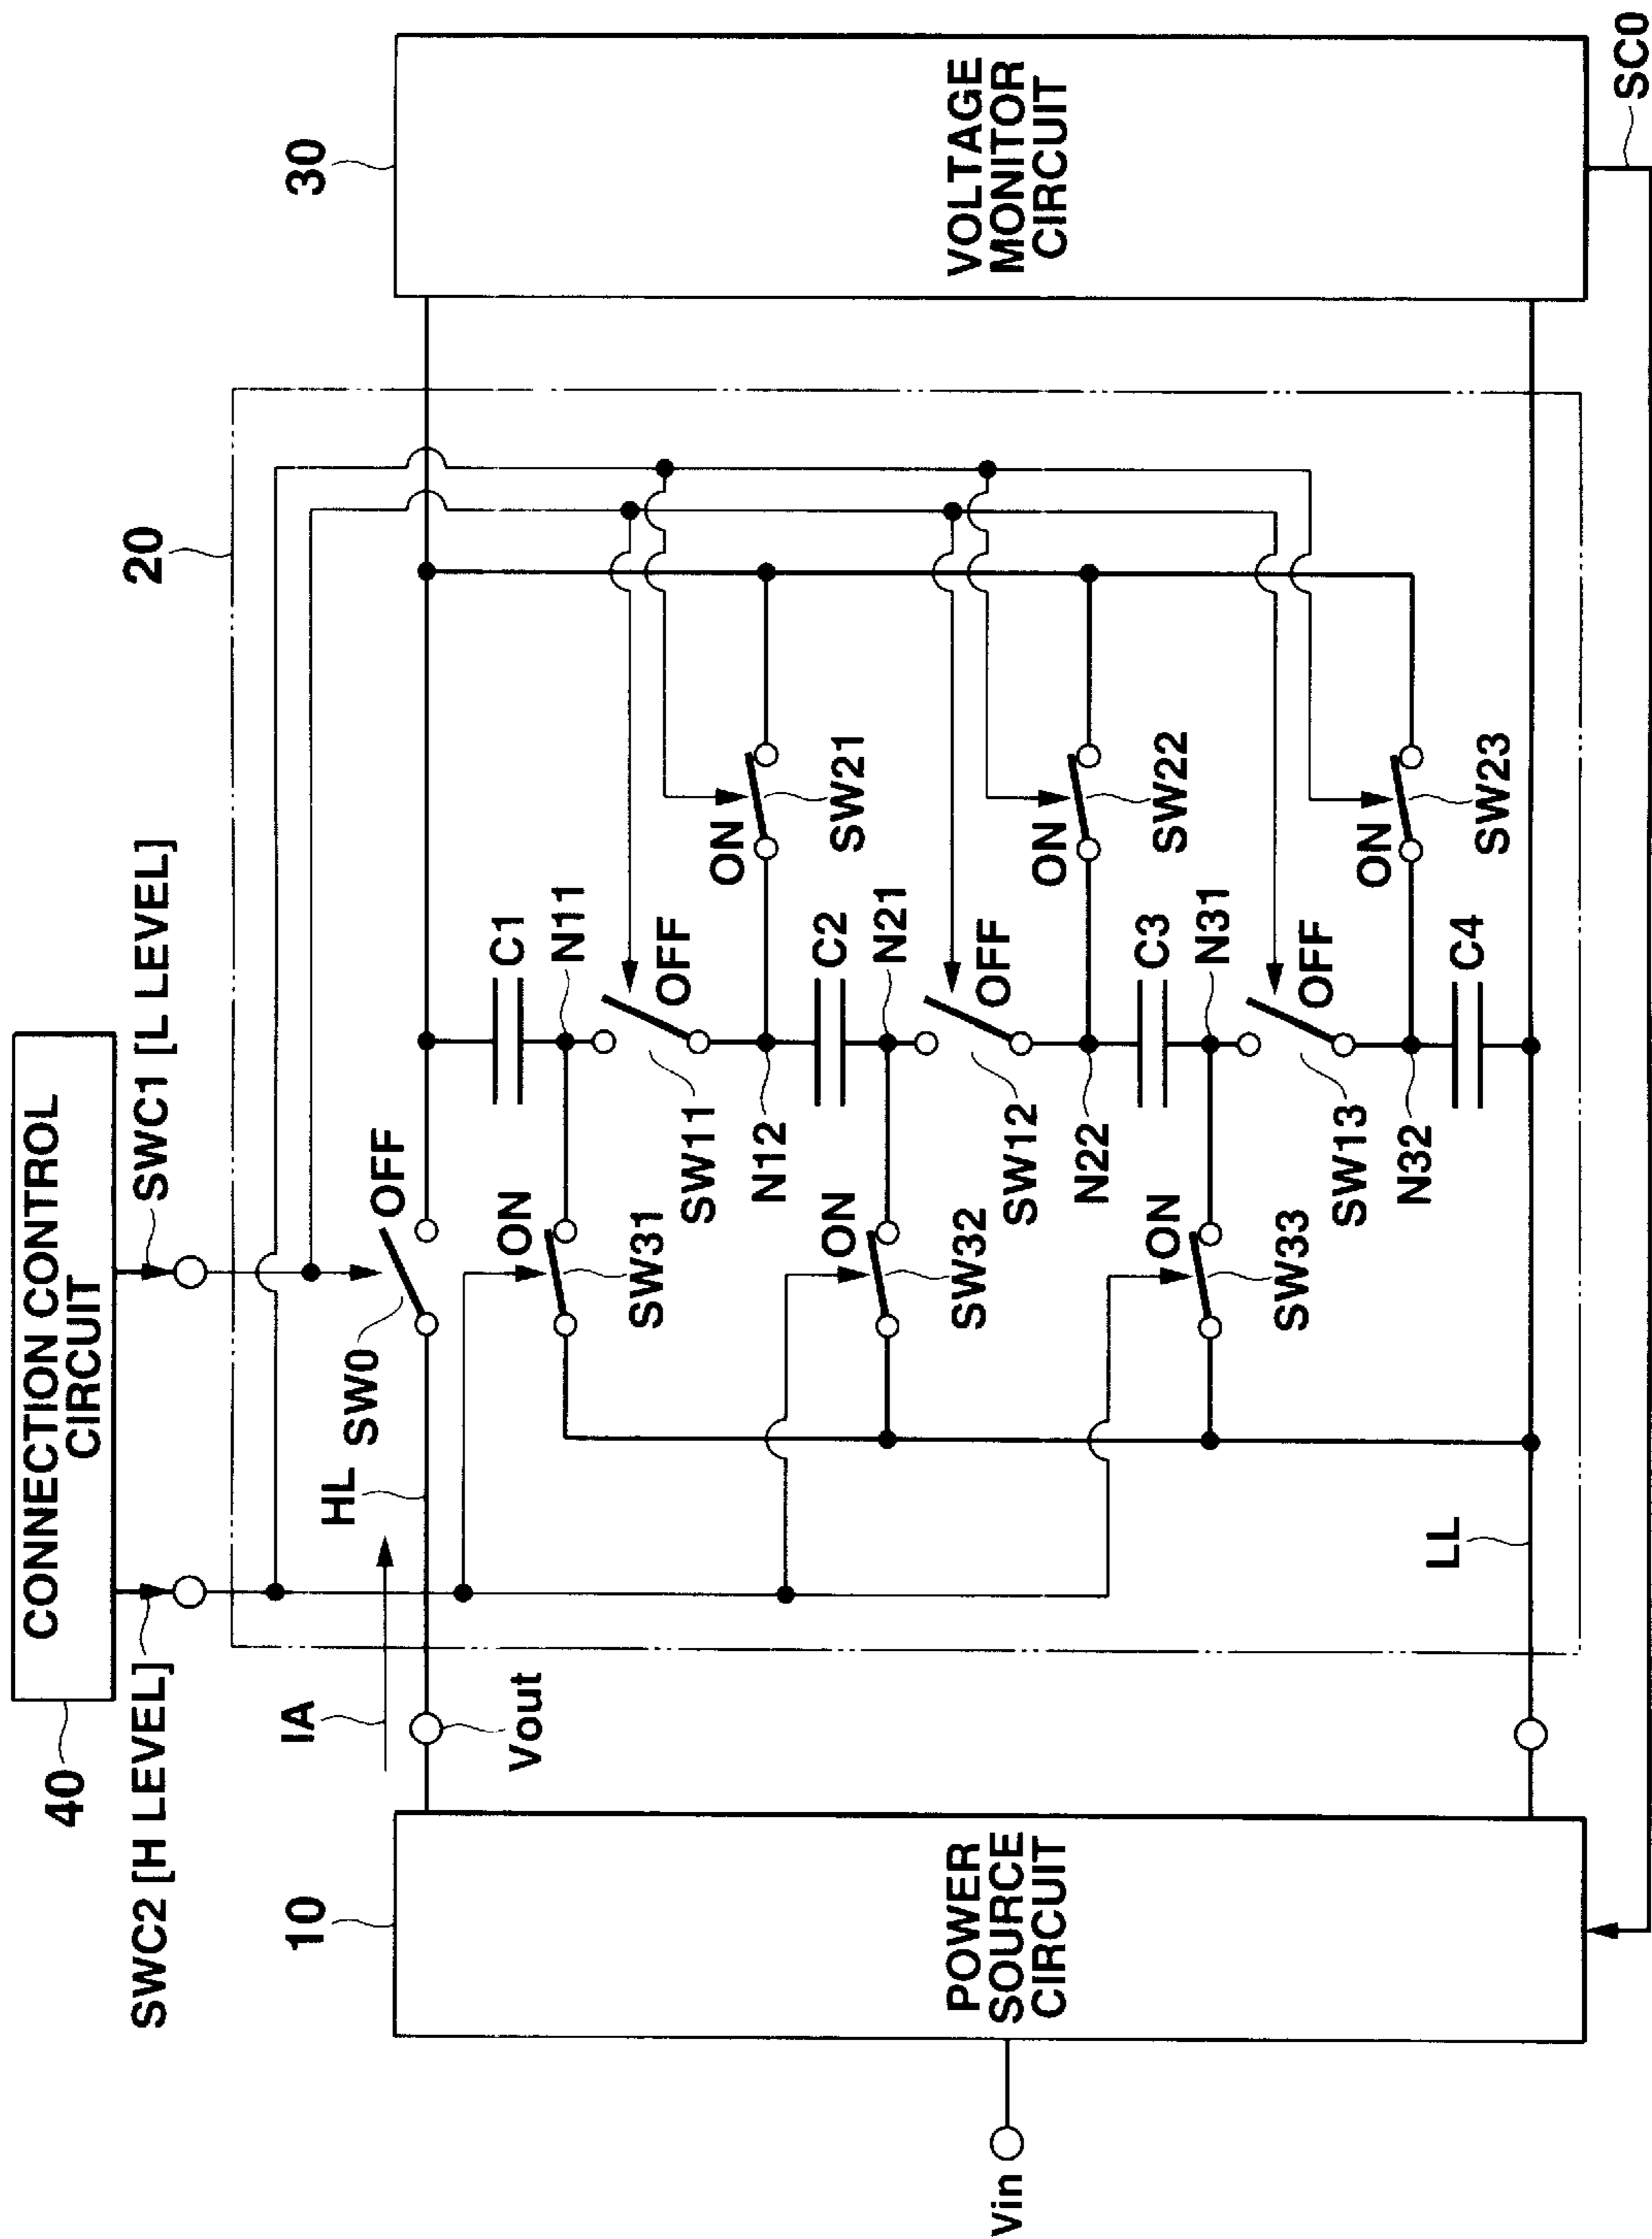 40
CONNECTION CONTROL
CIRCUIT
SWC2 [H LEVEL]
SWC1 [L LEVEL]
20
10
IA
HL
SW0
OFF
30
Vout
ON
C1
N11
SW31
SW11
OFF
ON
SW21
N12
ON
C2
N21
SW32
SW12
OFF
ON
SW22
N22
ON
C3
N31
SW33
SW13
OFF
ON
SW23
N32
C4
LL
Vin
POWER
SOURCE
CIRCUIT
VOLTAGE
MONITOR
CIRCUIT
SC0